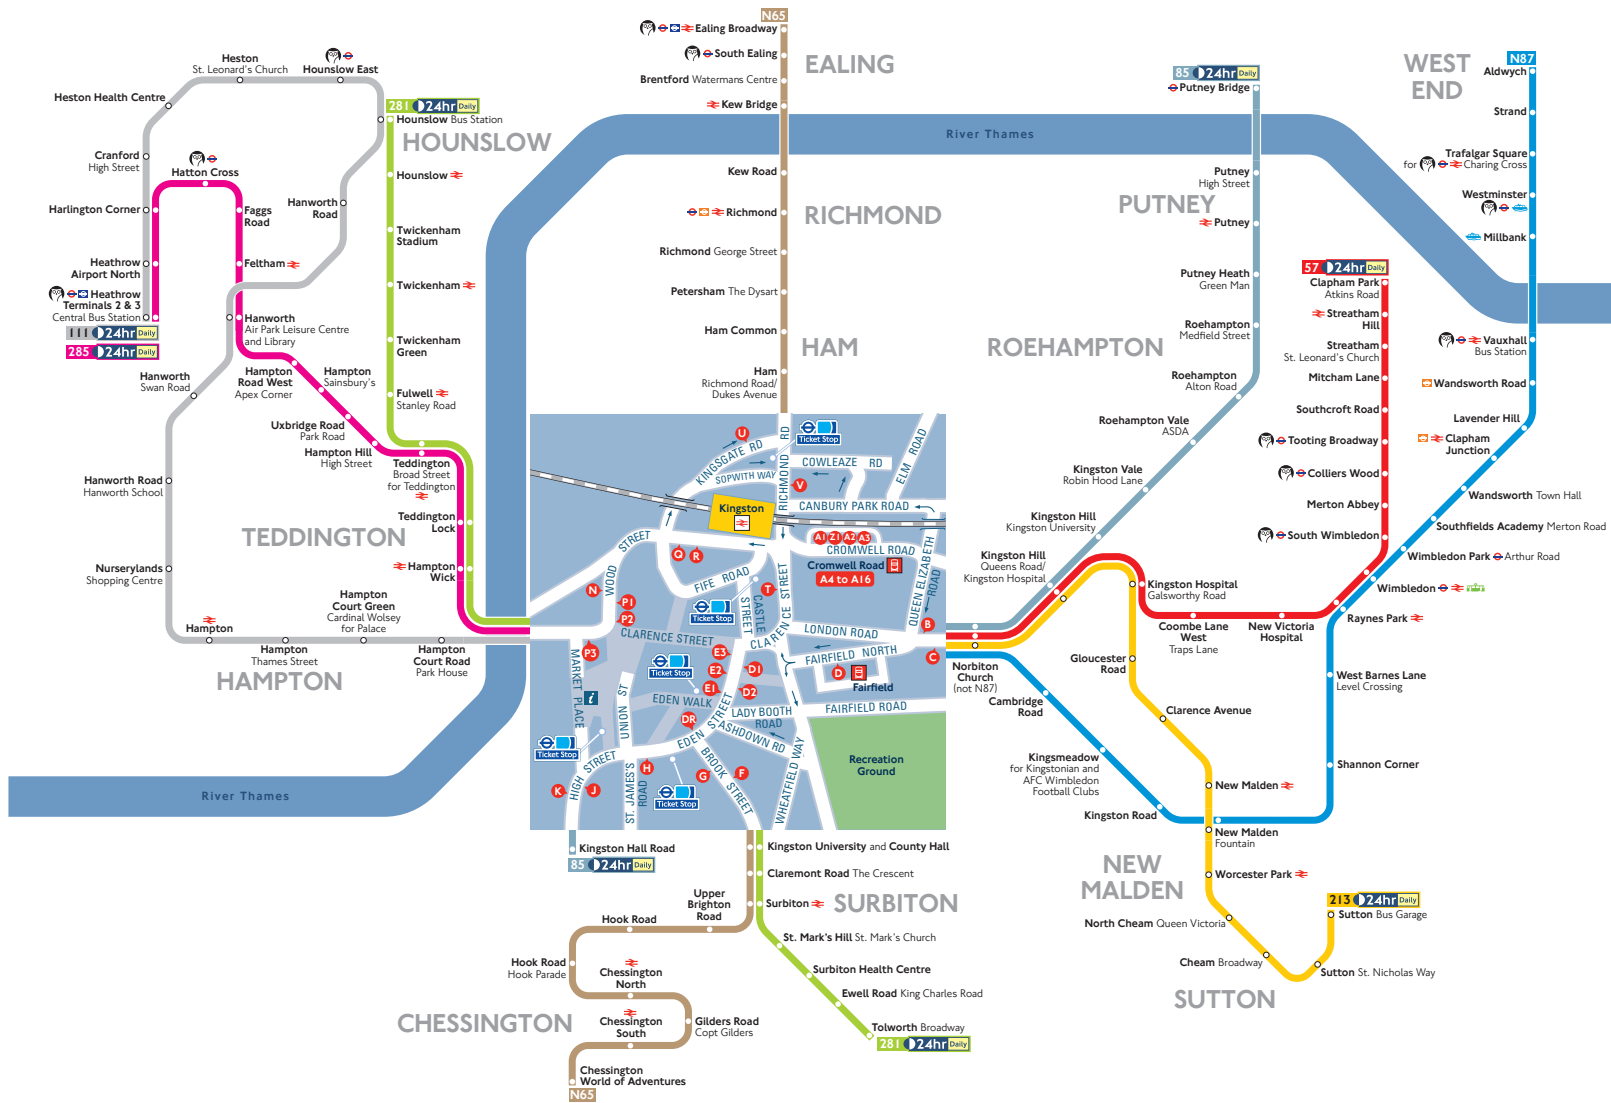 N65
Ealing Broadway
South Ealing
Brentford Watermans Centre
Kew Bridge
EALING
River Thames
Kew Road
Richmond
RICHMOND
Richmond George Street
Petersham The Dysart
Ham Common
HAM
Ham
Richmond Road/
Dukes Avenue
Heston
St. Leonard's Church
Hounslow East
Heston Health Centre
Cranford
High Street
Hatton Cross
Harlington Corner
Faggs
Road
Hanworth
Road
Heathrow
Airport North
Feltham
Heathrow
Terminals 2 & 3
Central Bus Station
111 24hr Daily
285 24hr Daily
Hanworth
Air Park Leisure Centre
and Library
Hanworth
Swan Road
Hampton
Road West
Apex Corner
Hampton
Sainsbury's
Uxbridge Road
Park Road
Hampton Hill
High Street
Hanworth Road
Hanworth School
TEDDINGTON
Nurserylands
Shopping Centre
Hampton
Court Green
Cardinal Wolsey
for Palace
Hampton
Hampton
Thames Street
Hampton
Court Road
Park House
HAMPTON
River Thames
281 24hr Daily
Hounslow Bus Station
HOUNSLOW
Hounslow
Twickenham
Stadium
Twickenham
Twickenham
Green
Fulwell
Stanley Road
Teddington
Broad Street
for Teddington
Teddington
Lock
Hampton
Wick
85 24hr Daily
Putney Bridge
Putney
High Street
PUTNEY
Putney
Putney Heath
Green Man
Roehampton
Medfield Street
ROEHAMPTON
Roehampton
Alton Road
Roehampton Vale
ASDA
Kingston Vale
Robin Hood Lane
Kingston Hill
Kingston University
Kingston Hill
Queens Road/
Kingston Hospital
WEST
END
N87
Aldwych
Strand
Trafalgar Square
for Charing Cross
Westminster
Millbank
Vauxhall
Bus Station
Wandsworth Road
Lavender Hill
Clapham
Junction
Wandsworth Town Hall
Southfields Academy Merton Road
Wimbledon Park Arthur Road
Wimbledon
Raynes Park
West Barnes Lane
Level Crossing
Shannon Corner
57 24hr Daily
Clapham Park
Atkins Road
Streatham
Hill
Streatham
St. Leonard's Church
Mitcham Lane
Southcroft Road
Tooting Broadway
Colliers Wood
Merton Abbey
South Wimbledon
Kingston Hospital
Galsworthy Road
Coombe Lane
West
Traps Lane
New Victoria
Hospital
Norbiton
Church
(not N87)
Cambridge
Road
Kingsmeadow
for Kingstonian and
AFC Wimbledon
Football Clubs
Kingston Road
Gloucester
Road
Clarence Avenue
New Malden
New Malden
Fountain
NEW
MALDEN
Worcester Park
North Cheam Queen Victoria
Cheam Broadway
213 24hr Daily
Sutton Bus Garage
Sutton St. Nicholas Way
SUTTON
U
Ticket Stop
KINGSGATE RD
SOPWITH WAY
RICHMOND RD
COWLEAZE RD
ELM ROAD
V
CANBURY PARK ROAD
Kingston
A1
Z1
A2
A3
CROMWELL ROAD
Cromwell Road
A4 to A16
QUEEN ELIZABETH
ROAD
WOOD STREET
Q
R
FIFE ROAD
T
N
P1
P2
Ticket Stop
CASTLE
STREET
CLARENCE STREET
CLARENCE STREET
LONDON ROAD
B
C
FAIRFIELD NORTH
P3
MARKET PLACE
E3
E2
E1
D1
D2
D
Fairfield
Ticket Stop
i
UNION ST
EDEN WALK
LADY BOOTH
ROAD
FAIRFIELD ROAD
DR
EDEN STREET
ASHDOWN RD
Ticket Stop
HIGH STREET
ST. JAMES'S
ROAD
H
G
F
BROOK STREET
WHEATFIELD WAY
Recreation
Ground
K
J
Ticket Stop
Kingston Hall Road
85 24hr Daily
Kingston University and County Hall
Claremont Road The Crescent
Surbiton
SURBITON
Upper
Brighton
Road
Hook Road
St. Mark's Hill St. Mark's Church
Surbiton Health Centre
Ewell Road King Charles Road
Tolworth Broadway
281 24hr Daily
Hook Road
Hook Parade
Chessington
North
CHESSINGTON
Chessington
South
Gilders Road
Copt Gilders
Chessington
World of Adventures
N65